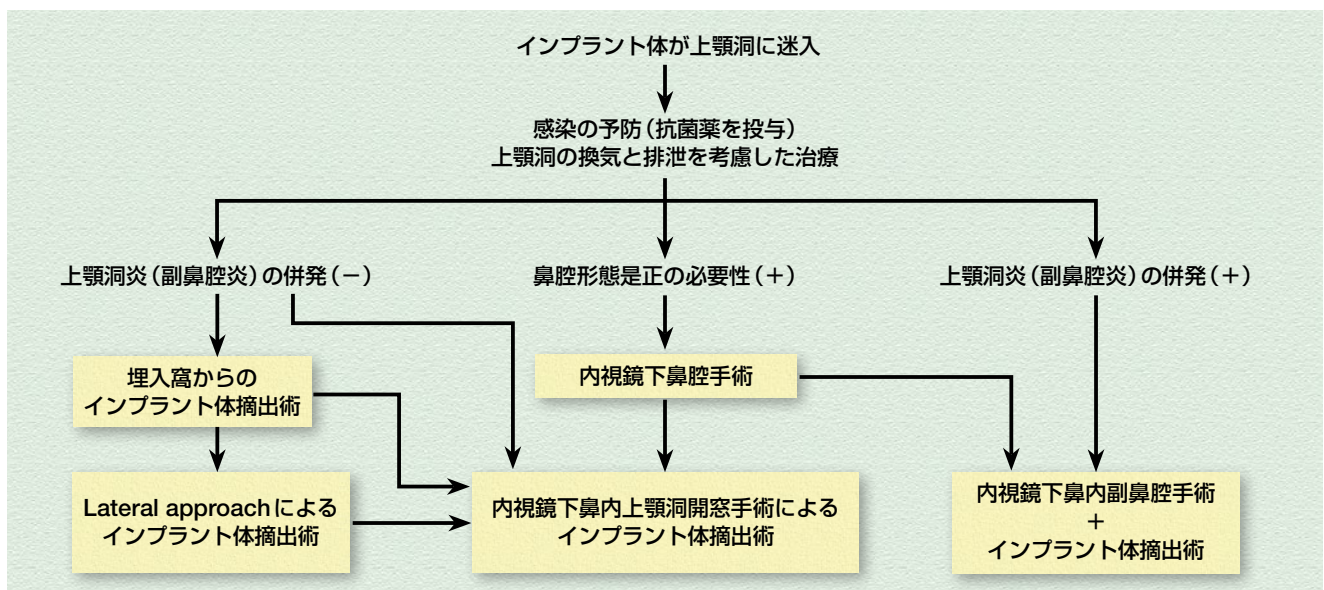 インプラント体が上顎洞に迷入
感染の予防（抗菌薬を投与）
上顎洞の換気と排泄を考慮した治療
上顎洞炎（副鼻腔炎）の併発（－）
鼻腔形態是正の必要性（＋）
上顎洞炎（副鼻腔炎）の併発（＋）
埋入窩からの
インプラント体摘出術
内視鏡下鼻腔手術
Lateral approachによる
インプラント体摘出術
内視鏡下鼻内上顎洞開窓手術による
インプラント体摘出術
内視鏡下鼻内副鼻腔手術
＋
インプラント体摘出術